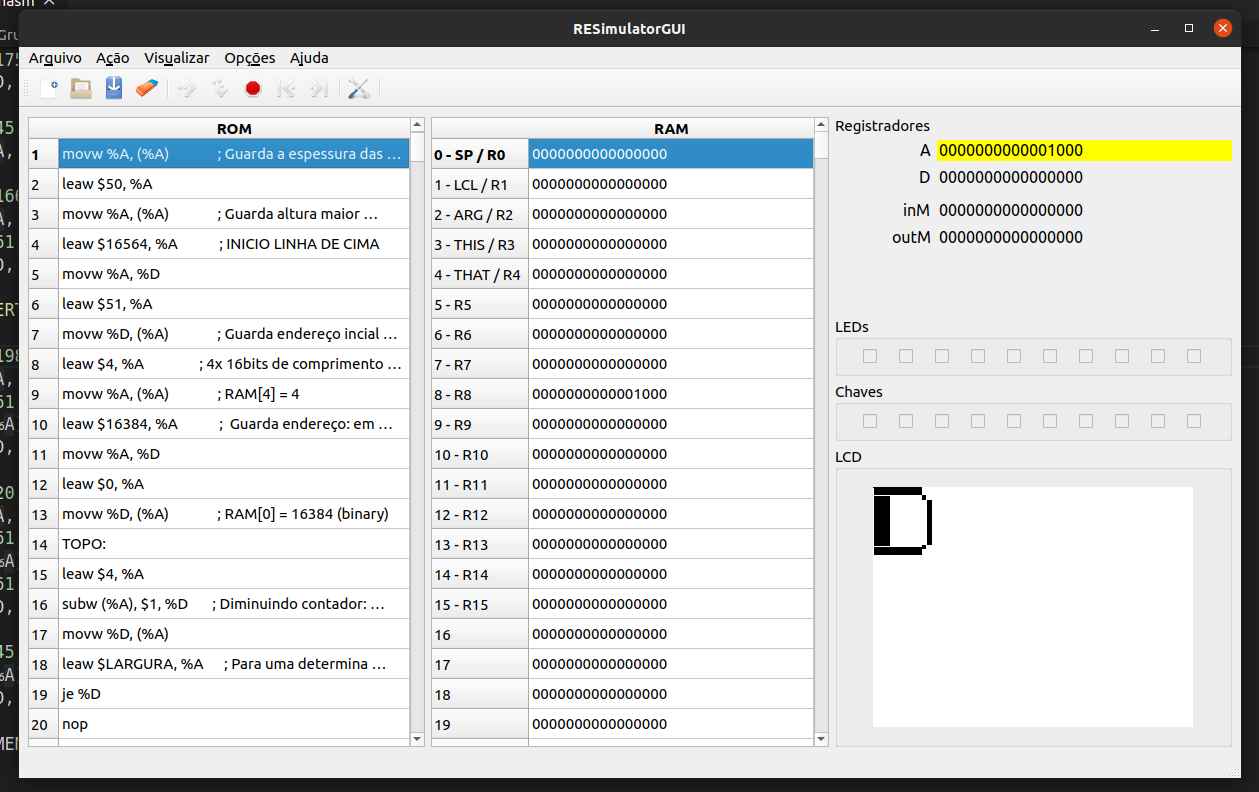 RESimulatorGUI
Arquivo Ação Visualizar Opções Ajuda
ROM
1 movw %A, (%A) ; Guarda a espessura das ...
2 leaw $50, %A
3 movw %A, (%A) ; Guarda altura maior ...
4 leaw $16564, %A ; INICIO LINHA DE CIMA
5 movw %A, %D
6 leaw $51, %A
7 movw %D, (%A) ; Guarda endereço incial ...
8 leaw $4, %A ; 4x 16bits de comprimento ...
9 movw %A, (%A) ; RAM[4] = 4
10 leaw $16384, %A ; Guarda endereço: em ...
11 movw %A, %D
12 leaw $0, %A
13 movw %D, (%A) ; RAM[0] = 16384 (binary)
14 TOPO:
15 leaw $4, %A
16 subw (%A), $1, %D ; Diminuindo contador: ...
17 movw %D, (%A)
18 leaw $LARGURA, %A ; Para uma determina ...
19 je %D
20 nop
RAM
0 - SP / R0 0000000000000000
1 - LCL / R1 0000000000000000
2 - ARG / R2 0000000000000000
3 - THIS / R3 0000000000000000
4 - THAT / R4 0000000000000000
5 - R5 0000000000000000
6 - R6 0000000000000000
7 - R7 0000000000000000
8 - R8 0000000000001000
9 - R9 0000000000000000
10 - R10 0000000000000000
11 - R11 0000000000000000
12 - R12 0000000000000000
13 - R13 0000000000000000
14 - R14 0000000000000000
15 - R15 0000000000000000
16 0000000000000000
17 0000000000000000
18 0000000000000000
19 0000000000000000
Registradores
A 0000000000001000
D 0000000000000000
inM 0000000000000000
outM 0000000000000000
LEDs
Chaves
LCD
D